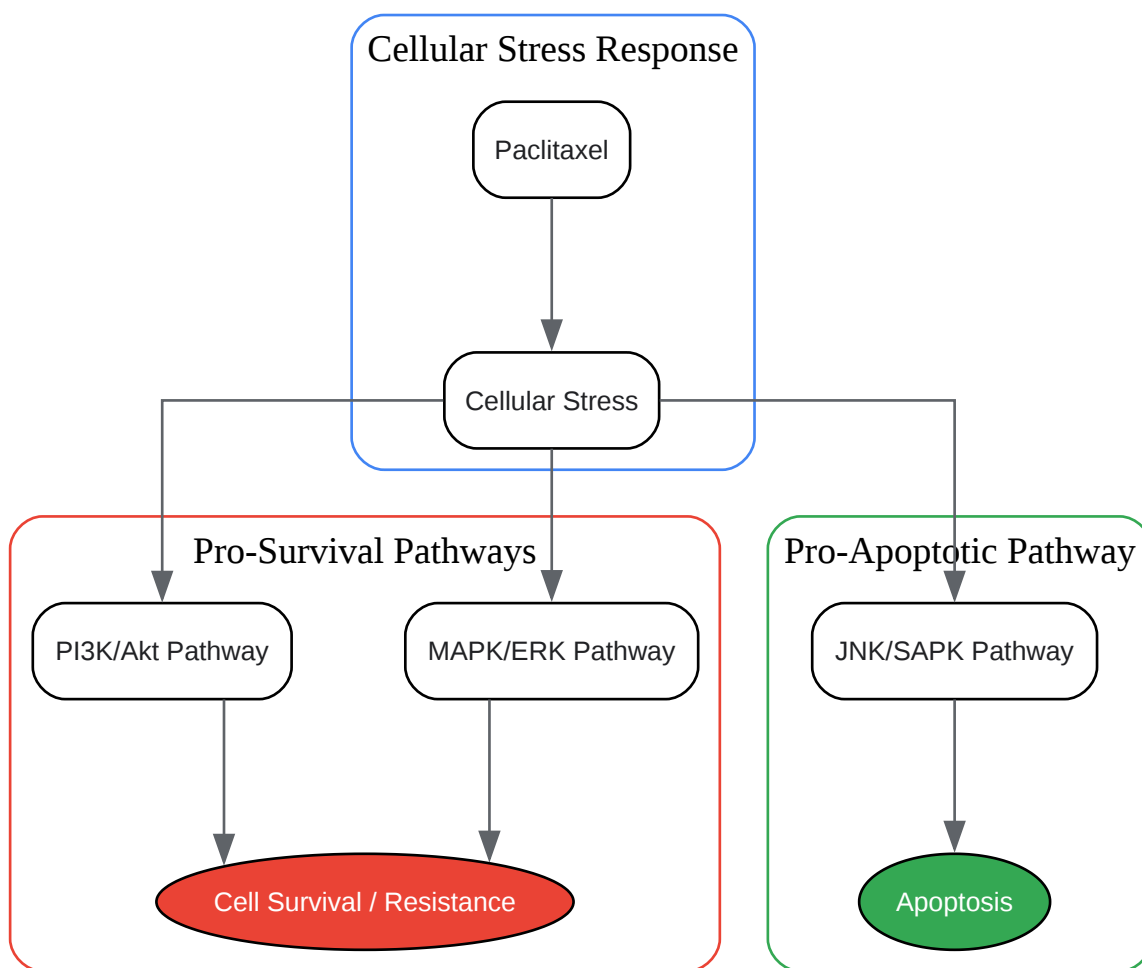 Cellular Stress Response
Paclitaxel
Cellular Stress
Pro-Survival Pathways
Pro-Apoptotic Pathway
PI3K/Akt Pathway
MAPK/ERK Pathway
JNK/SAPK Pathway
Cell Survival / Resistance
Apoptosis